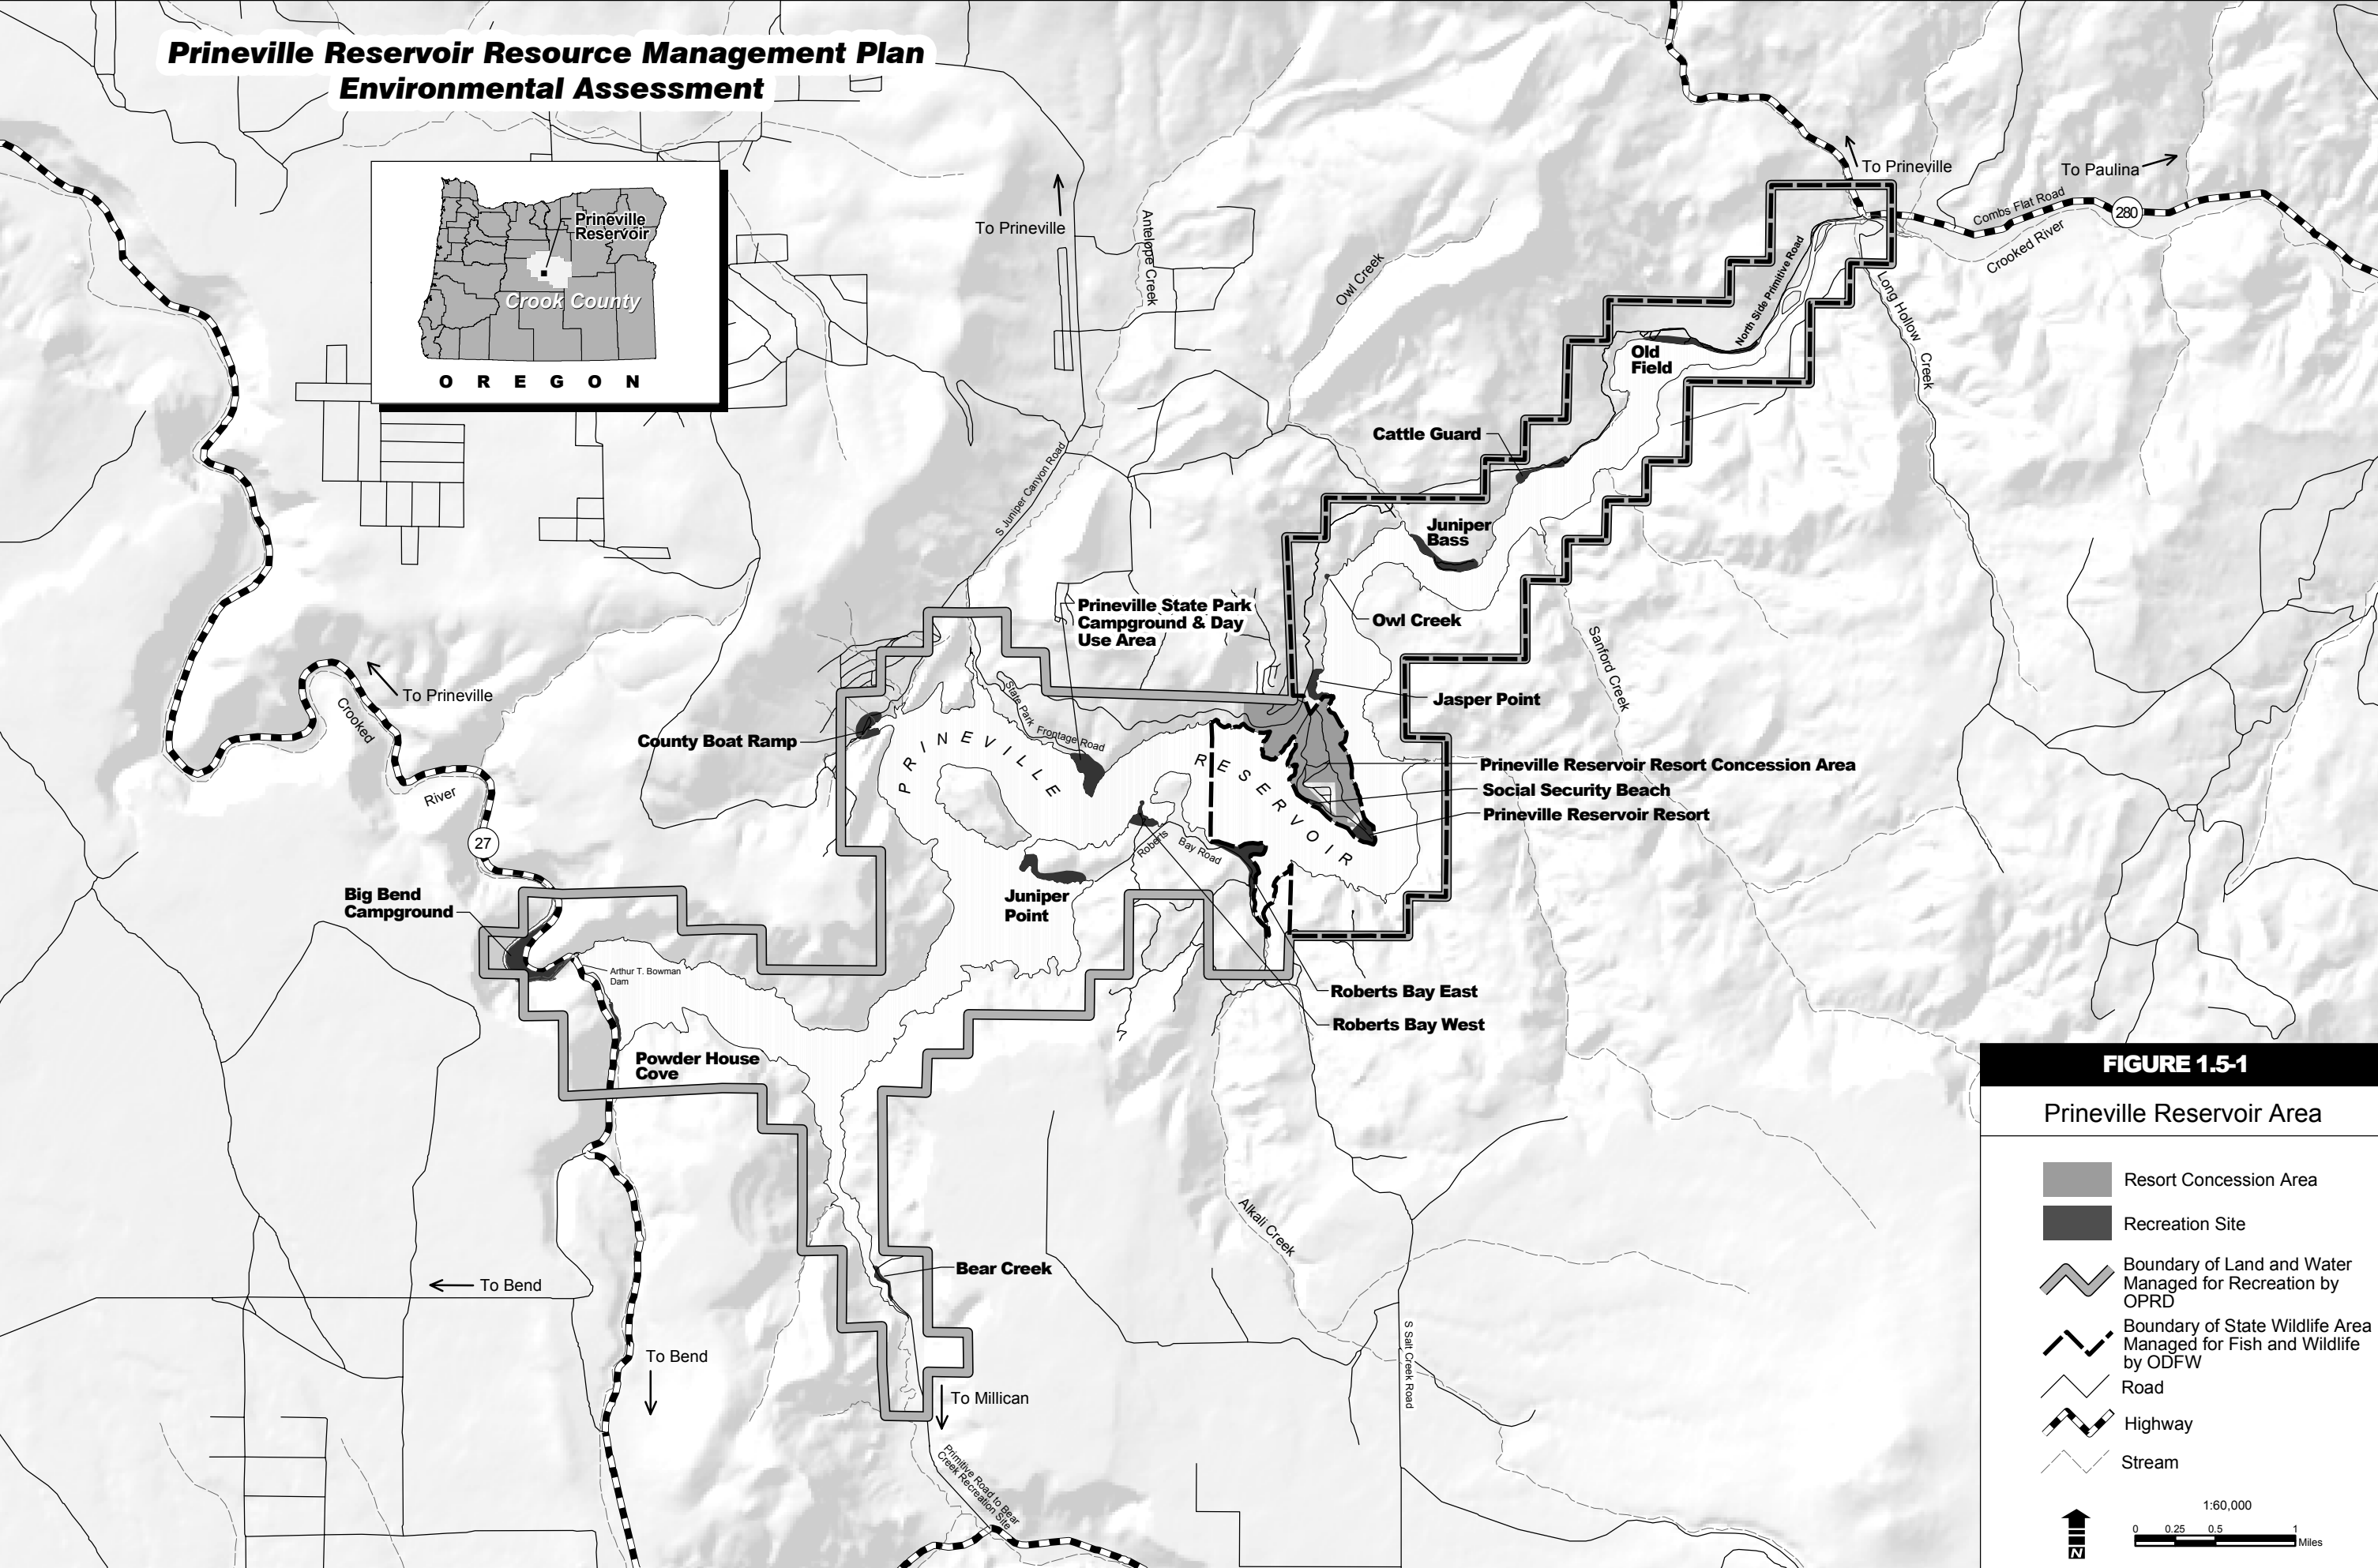 Prineville Reservoir Resource Management Plan
Environmental Assessment
Prineville
Reservoir
Crook County
OREGON
To Prineville
To Prineville
To Paulina
Combs Flat Road
280
Crooked River
Antelope Creek
Owl Creek
North Side Primitive Road
Long Hollow Creek
Old
Field
Cattle Guard
S Juniper Canyon Road
Juniper
Bass
Prineville State Park
Campground & Day
Use Area
Owl Creek
Sanford Creek
To Prineville
Crooked
River
Jasper Point
State Park Frontage Road
County Boat Ramp
PRINEVILLE
RESERVOIR
Prineville Reservoir Resort Concession Area
Social Security Beach
Prineville Reservoir Resort
27
Roberts Bay Road
Big Bend
Campground
Juniper
Point
Arthur T. Bowman
Dam
Roberts Bay East
Roberts Bay West
Powder House
Cove
Alkali Creek
Bear Creek
To Bend
To Bend
S Salt Creek Road
To Millican
Primitive Road to Bear
Creek Recreation Site
FIGURE 1.5-1
Prineville Reservoir Area
Resort Concession Area
Recreation Site
Boundary of Land and Water
Managed for Recreation by
OPRD
Boundary of State Wildlife Area
Managed for Fish and Wildlife
by ODFW
Road
Highway
Stream
1:60,000
0 0.25 0.5 1
Miles
N